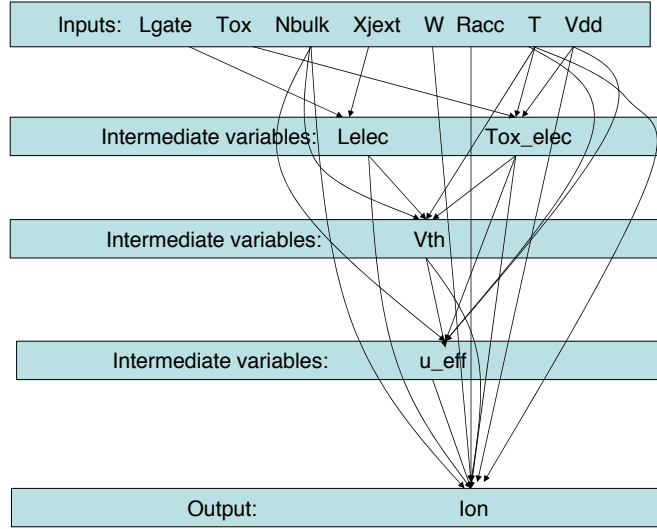 Inputs: Lgate Tox Nbulk Xjext W Racc T Vdd
Intermediate variables: Lelec Tox_elec
Intermediate variables: Vth
Intermediate variables: u_eff
Output: Ion